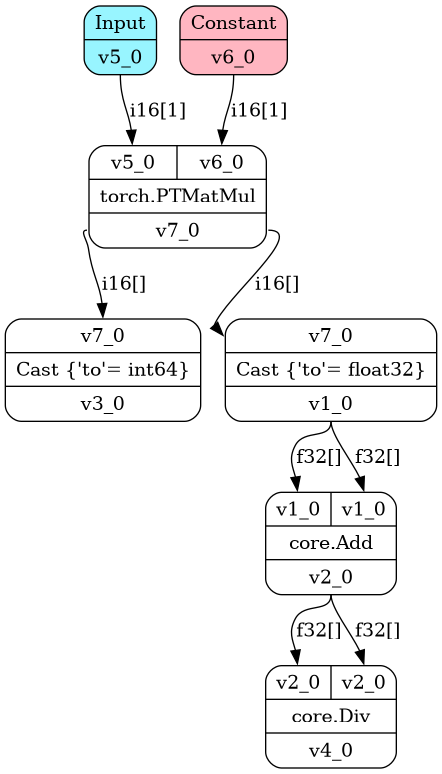 Input
v5_0
Constant
v6_0
i16[1]
i16[1]
v5_0
v6_0
torch.PTMatMul
v7_0
i16[]
i16[]
v7_0
Cast {'to'= int64}
v3_0
v7_0
Cast {'to'= float32}
v1_0
f32[]
f32[]
v1_0
v1_0
core.Add
v2_0
f32[]
f32[]
v2_0
v2_0
core.Div
v4_0